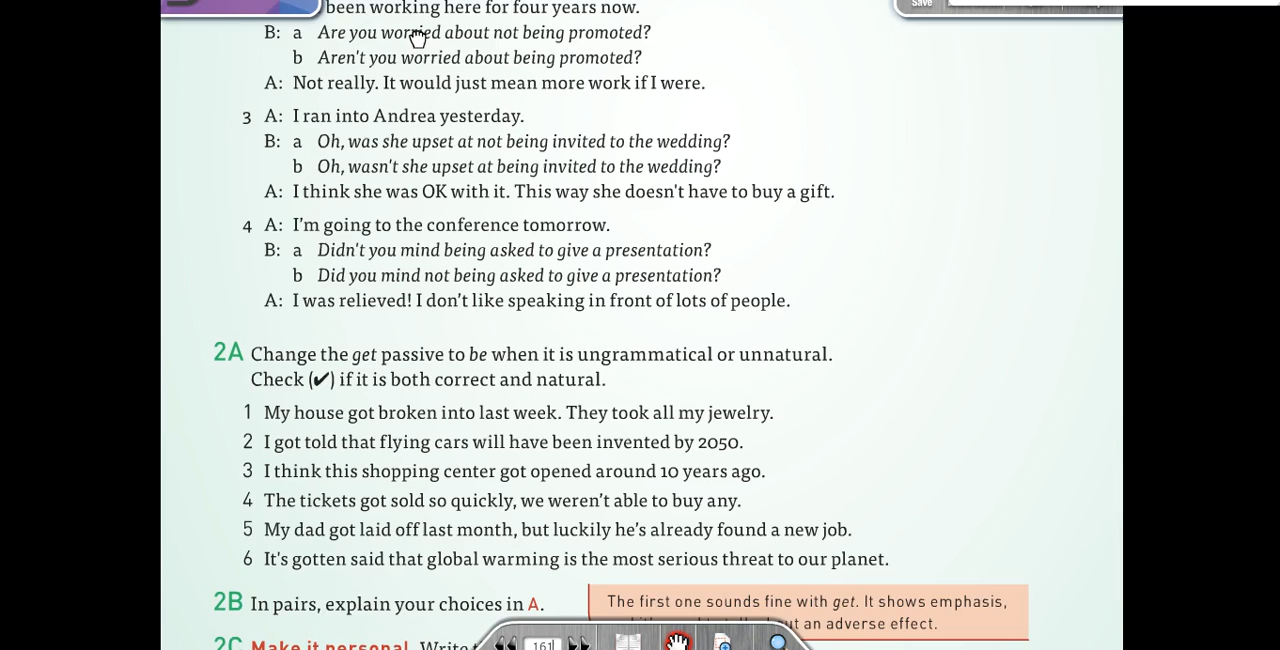 Save
been working here for four years now.
B: a Are you worried about not being promoted?
b Aren't you worried about being promoted?
A: Not really. It would just mean more work if I were.
3 A: I ran into Andrea yesterday.
B: a Oh, was she upset at not being invited to the wedding?
b Oh, wasn't she upset at being invited to the wedding?
A: I think she was OK with it. This way she doesn't have to buy a gift.
4 A: I'm going to the conference tomorrow.
B: a Didn't you mind being asked to give a presentation?
b Did you mind not being asked to give a presentation?
A: I was relieved! I don't like speaking in front of lots of people.
2A Change the get passive to be when it is ungrammatical or unnatural.
Check (✔) if it is both correct and natural.
1 My house got broken into last week. They took all my jewelry.
2 I got told that flying cars will have been invented by 2050.
3 I think this shopping center got opened around 10 years ago.
4 The tickets got sold so quickly, we weren't able to buy any.
5 My dad got laid off last month, but luckily he's already found a new job.
6 It's gotten said that global warming is the most serious threat to our planet.
2B In pairs, explain your choices in A.
The first one sounds fine with get. It shows emphasis,
an adverse effect.
2C Make it personal Write
161